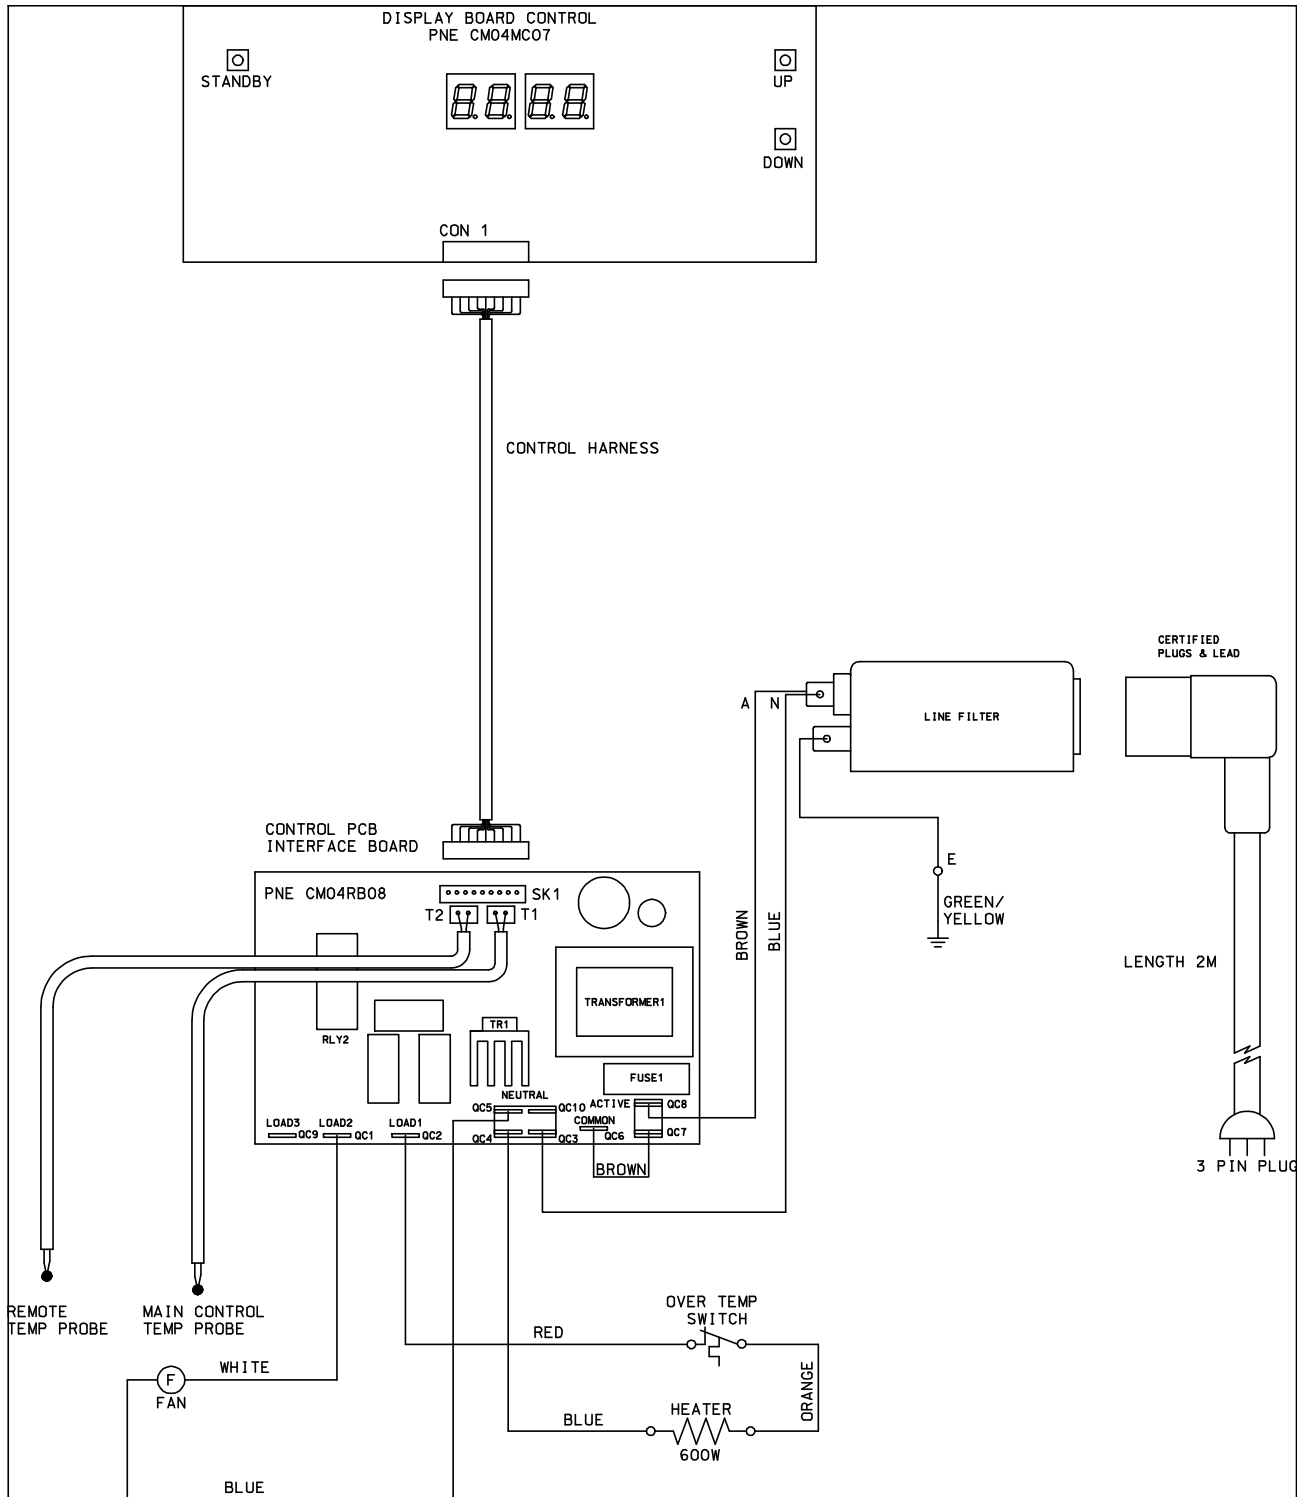 DISPLAY BOARD CONTROL
PNE CM04MC07
STANDBY
UP
DOWN
CON 1
CONTROL HARNESS
CERTIFIED
PLUGS & LEAD
A N
LINE FILTER
CONTROL PCB
INTERFACE BOARD
E
PNE CM04RB08
SK1
T2
T1
GREEN/
YELLOW
BROWN
BLUE
LENGTH 2M
TRANSFORMER1
TR1
RLY2
FUSE1
NEUTRAL
QC5
QC10
ACTIVE
QC8
LOAD3
LOAD2
LOAD1
COMMON
QC9
QC1
QC2
QC4
QC3
QC6
QC7
BROWN
3 PIN PLUG
REMOTE
TEMP PROBE
MAIN CONTROL
TEMP PROBE
OVER TEMP
SWITCH
RED
WHITE
F
FAN
ORANGE
HEATER
BLUE
600W
BLUE